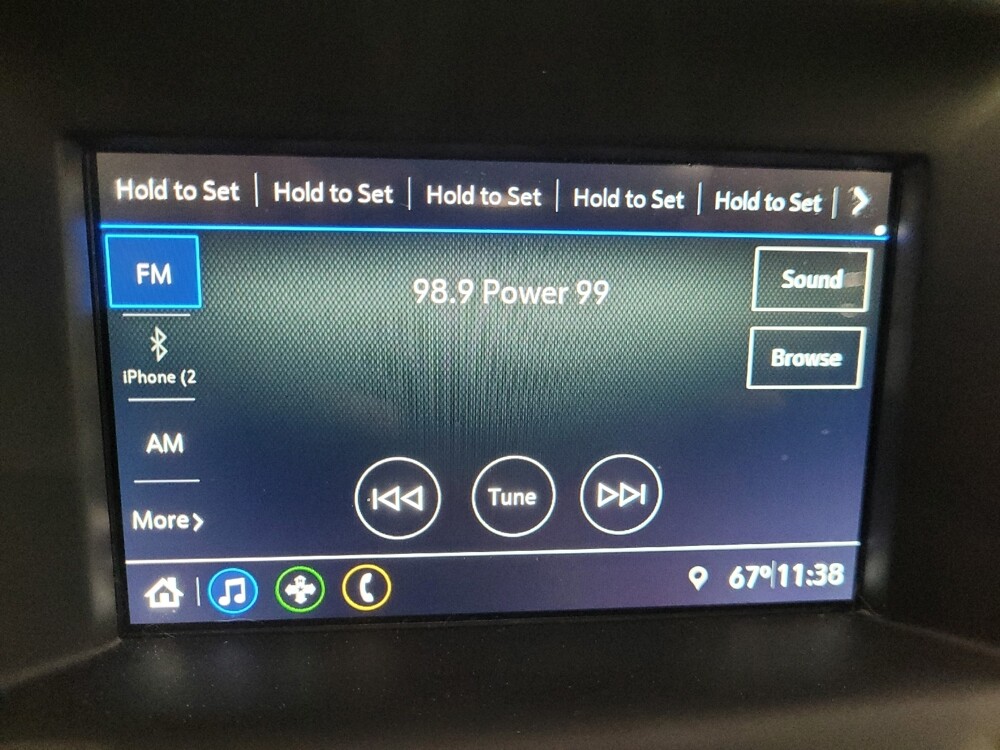 Hold to Set | Hold to Set | Hold to Set | Hold to Set | Hold to Set |
FM
98.9 Power 99
Sound
iPhone (2
Browse
AM
Tune
More
67°|11:38